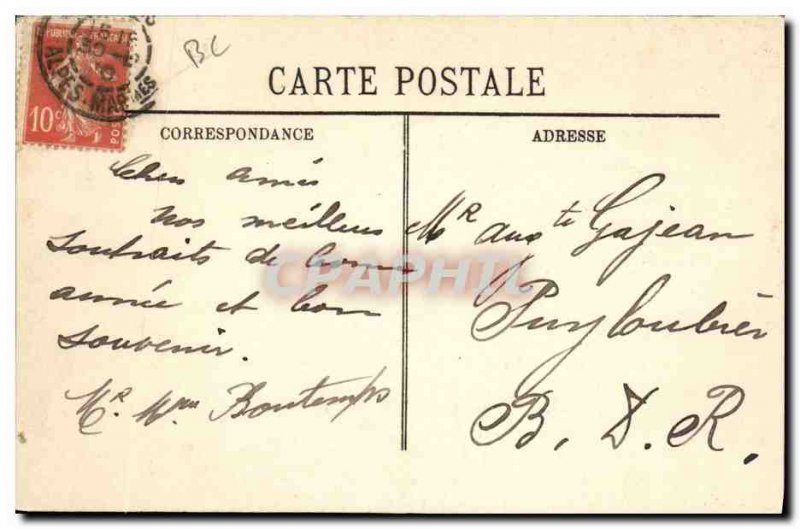 BC
CARTE POSTALE
CORRESPONDANCE
Chers amis
Nos meilleurs
souhaits de bonne
année et bon
souvenir.
Mr. Mme Bontemps
ADRESSE
Mr Gajean
Puyloubier
B. D. R.
10c
ALPES-MARITIMES
CPAPHIL